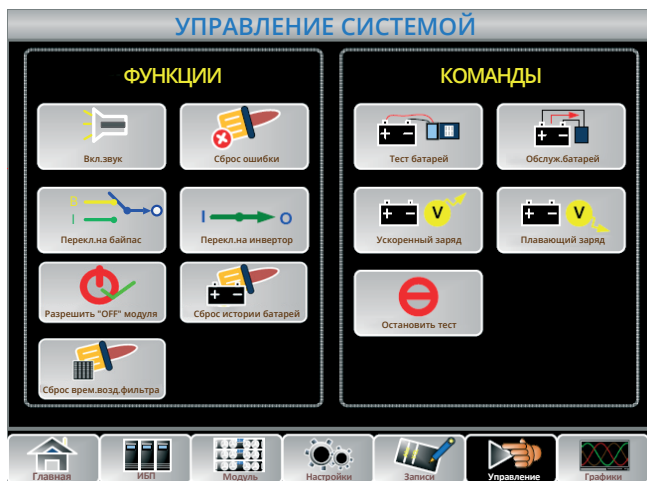 УПРАВЛЕНИЕ СИСТЕМОЙ
ФУНКЦИИ
Вкл.звук
Сброс ошибки
B
I
Перекл.на байпас
I O
Перекл.на инвертор
Разрешить "OFF" модуля
+ -
Сброс истории батарей
Сброс врем.возд.фильтра
КОМАНДЫ
+ -
Тест батарей
+ -
Обслуж.батарей
+ - V
Ускоренный заряд
+ - V
Плавающий заряд
Остановить тест
Главная
ИБП
Модуль
Настройки
Записи
Управление
Графики